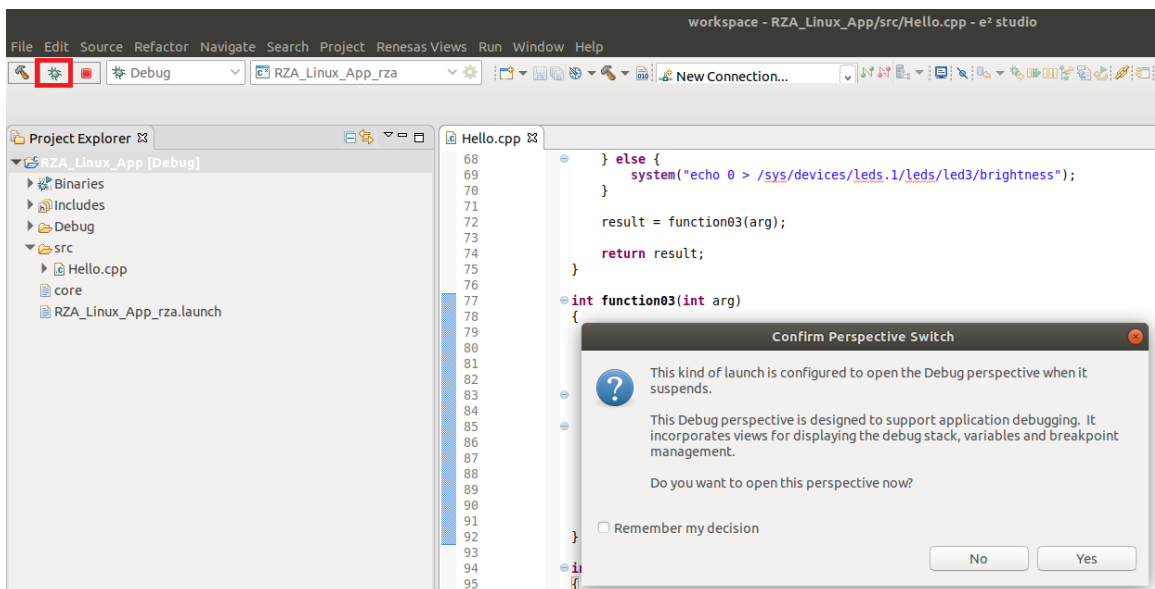 workspace - RZA_Linux_App/src/Hello.cpp - e² studio
File Edit Source Refactor Navigate Search Project Renesas Views Run Window Help
Debug RZA_Linux_App_rza New Connection...
Project Explorer Hello.cpp
RZA_Linux_App [Debug]
Binaries
Includes
Debug
src
Hello.cpp
core
RZA_Linux_App_rza.launch
68 } else {
69 system("echo 0 > /sys/devices/leds.1/leds/led3/brightness");
70 }
71
72 result = function03(arg);
73
74 return result;
75 }
76
77 int function03(int arg)
78 {
79
80
81
82
83
84
85
86
87
88
89
90
91
92 }
93
94 in
95 {
Confirm Perspective Switch
This kind of launch is configured to open the Debug perspective when it
suspends.
This Debug perspective is designed to support application debugging. It
incorporates views for displaying the debug stack, variables and breakpoint
management.
Do you want to open this perspective now?
Remember my decision
No Yes